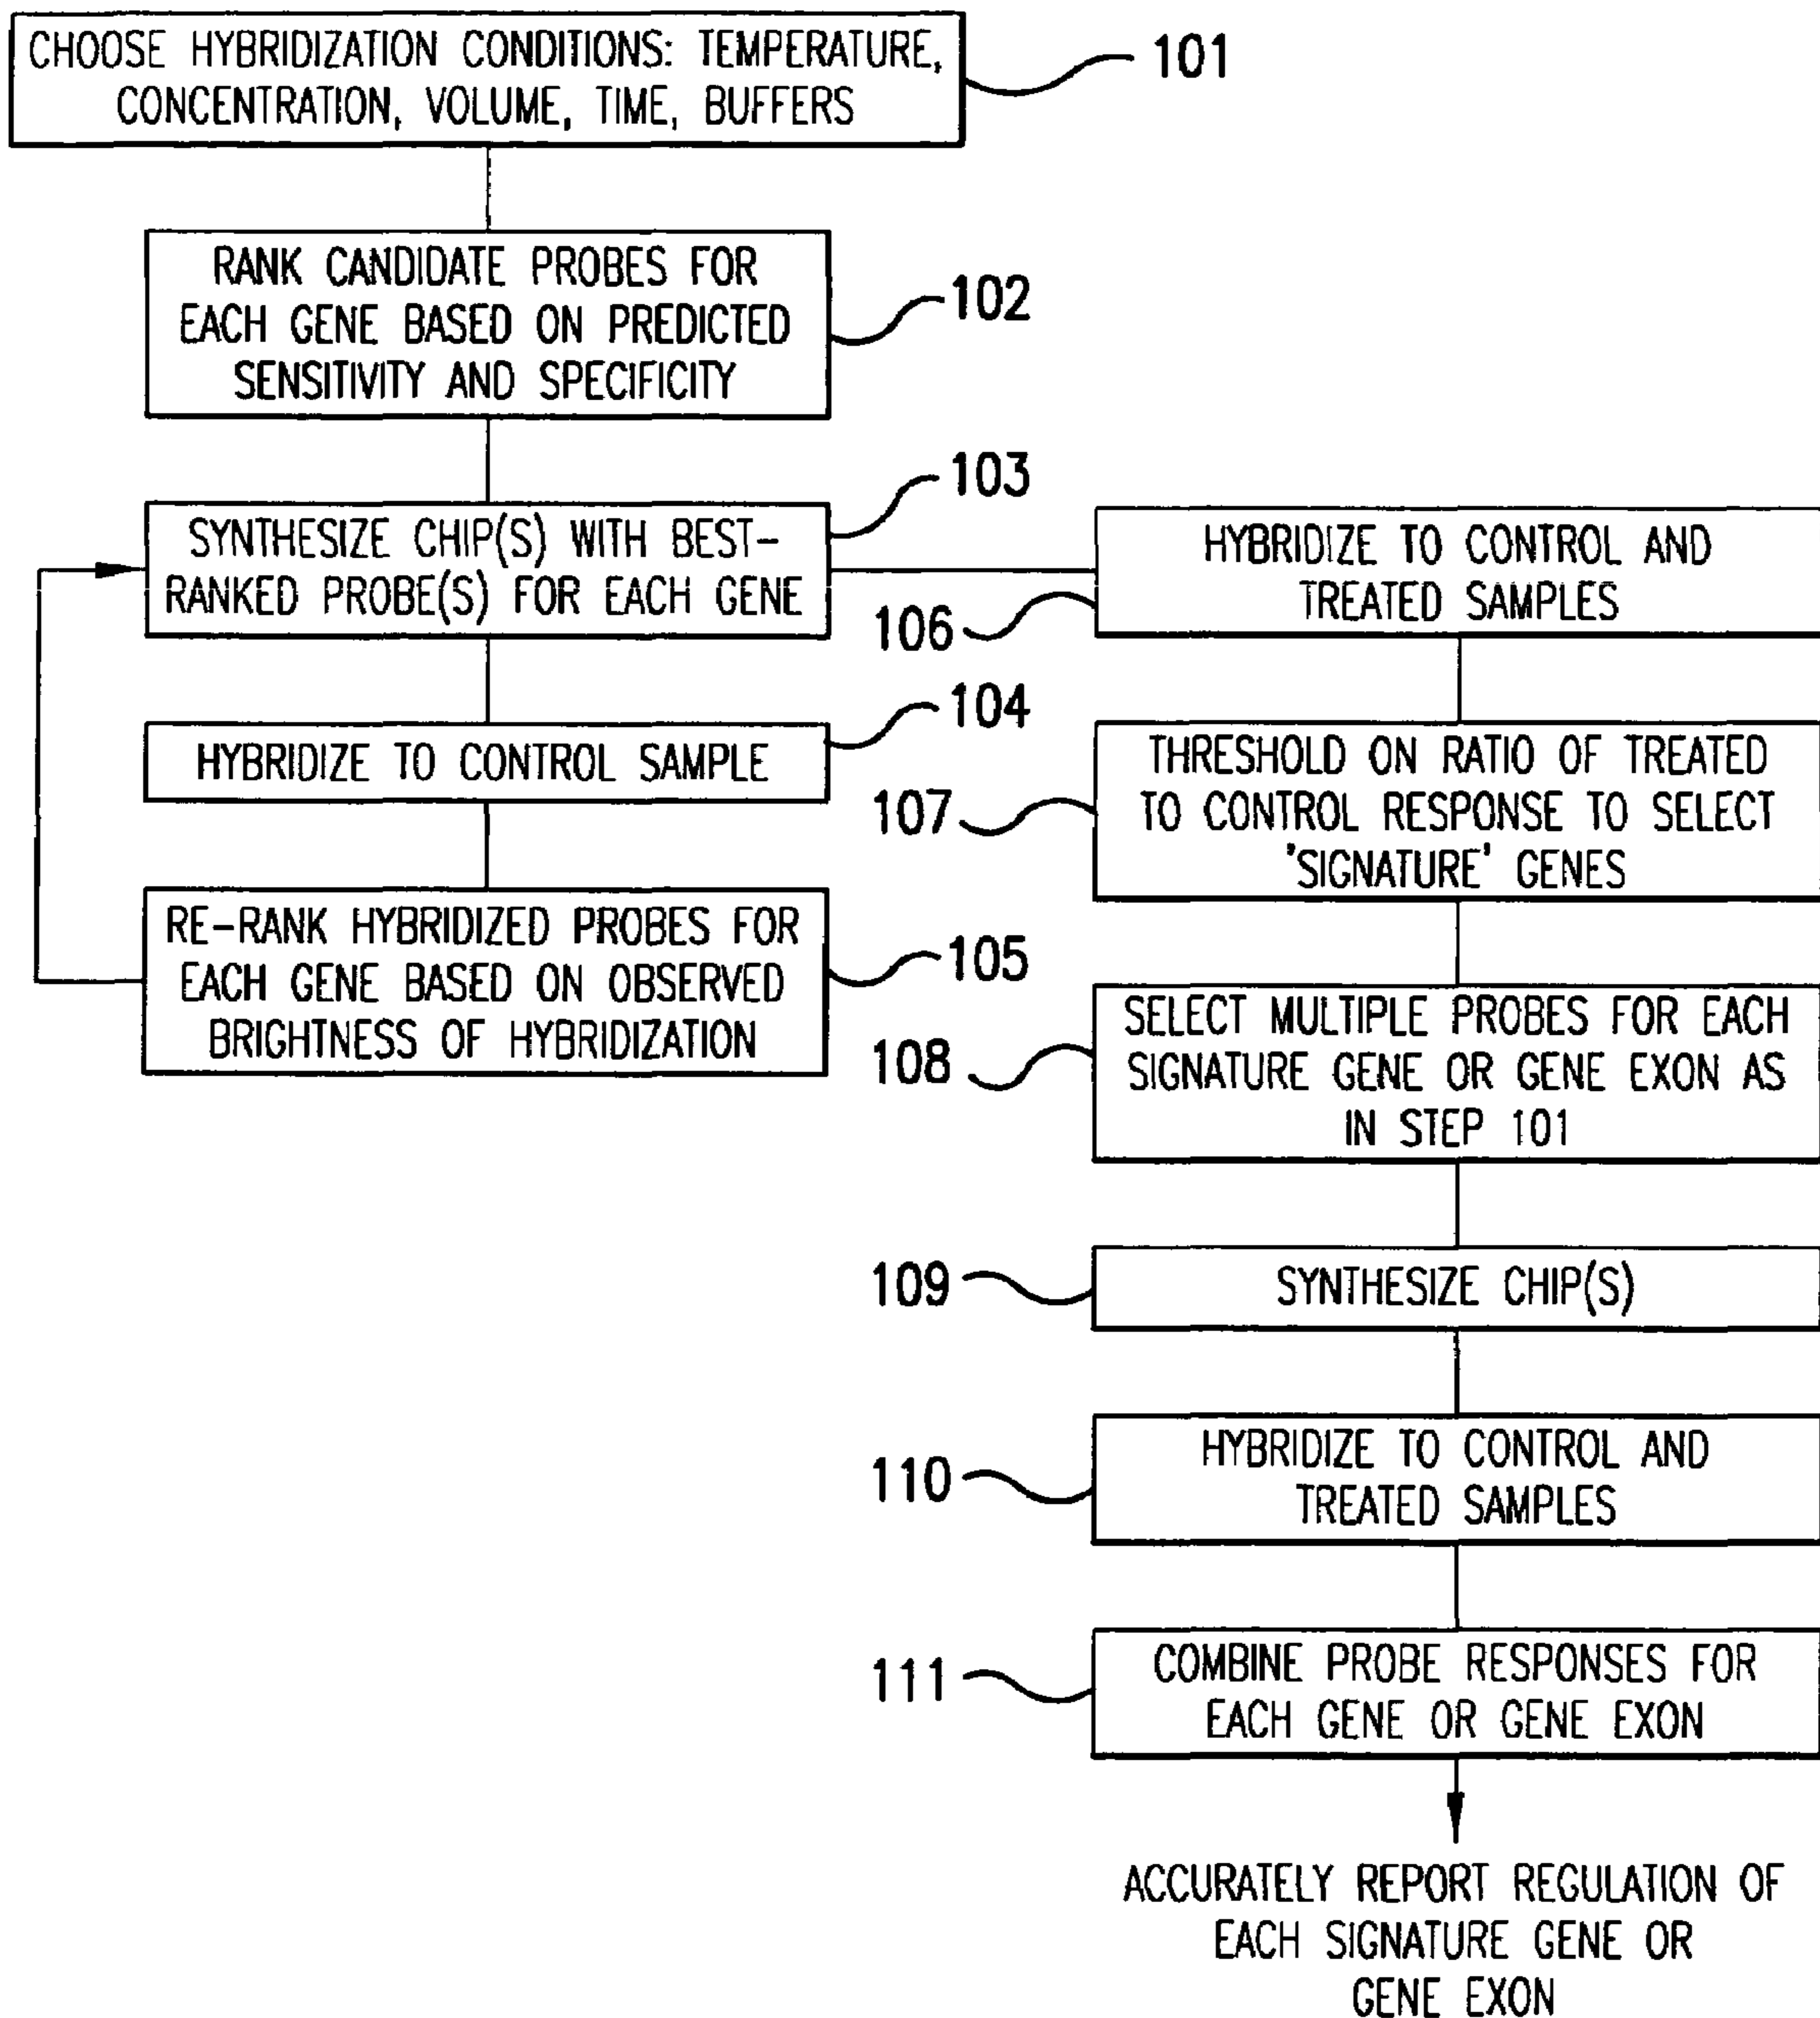 CHOOSE HYBRIDIZATION CONDITIONS: TEMPERATURE,
CONCENTRATION, VOLUME, TIME, BUFFERS
101
RANK CANDIDATE PROBES FOR
EACH GENE BASED ON PREDICTED
SENSITIVITY AND SPECIFICITY
102
SYNTHESIZE CHIP(S) WITH BEST-
RANKED PROBE(S) FOR EACH GENE
103
HYBRIDIZE TO CONTROL SAMPLE
104
RE-RANK HYBRIDIZED PROBES FOR
EACH GENE BASED ON OBSERVED
BRIGHTNESS OF HYBRIDIZATION
105
HYBRIDIZE TO CONTROL AND
TREATED SAMPLES
106
THRESHOLD ON RATIO OF TREATED
TO CONTROL RESPONSE TO SELECT
'SIGNATURE' GENES
107
SELECT MULTIPLE PROBES FOR EACH
SIGNATURE GENE OR GENE EXON AS
IN STEP 101
108
SYNTHESIZE CHIP(S)
109
HYBRIDIZE TO CONTROL AND
TREATED SAMPLES
110
COMBINE PROBE RESPONSES FOR
EACH GENE OR GENE EXON
111
ACCURATELY REPORT REGULATION OF
EACH SIGNATURE GENE OR
GENE EXON